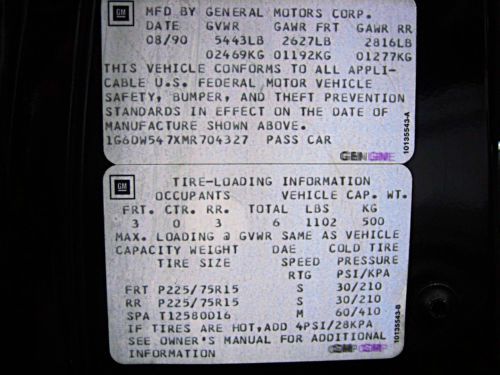 GM
MFD BY GENERAL MOTORS CORP.
DATE GVWR GAWR FRT GAWR RR
08/90 5443LB 2627LB 2816LB
02469KG 01192KG 01277KG
THIS VEHICLE CONFORMS TO ALL APPLI-
CABLE U.S. FEDERAL MOTOR VEHICLE
SAFETY, BUMPER, AND THEFT PREVENTION
STANDARDS IN EFFECT ON THE DATE OF
MANUFACTURE SHOWN ABOVE.
1G6DW547XMR704327 PASS CAR
10135543-A
GM
TIRE-LOADING INFORMATION
OCCUPANTS VEHICLE CAP. WT.
FRT. CTR. RR. TOTAL LBS KG
3 0 3 6 1102 500
MAX. LOADING @ GVWR SAME AS VEHICLE
CAPACITY WEIGHT DAE COLD TIRE
TIRE SIZE SPEED PRESSURE
RTG PSI/KPA
FRT P225/75R15 S 30/210
RR P225/75R15 S 30/210
SPA T12580D16 M 60/410
IF TIRES ARE HOT, ADD 4PSI/28KPA
SEE OWNER'S MANUAL FOR ADDITIONAL
INFORMATION
10135543-B